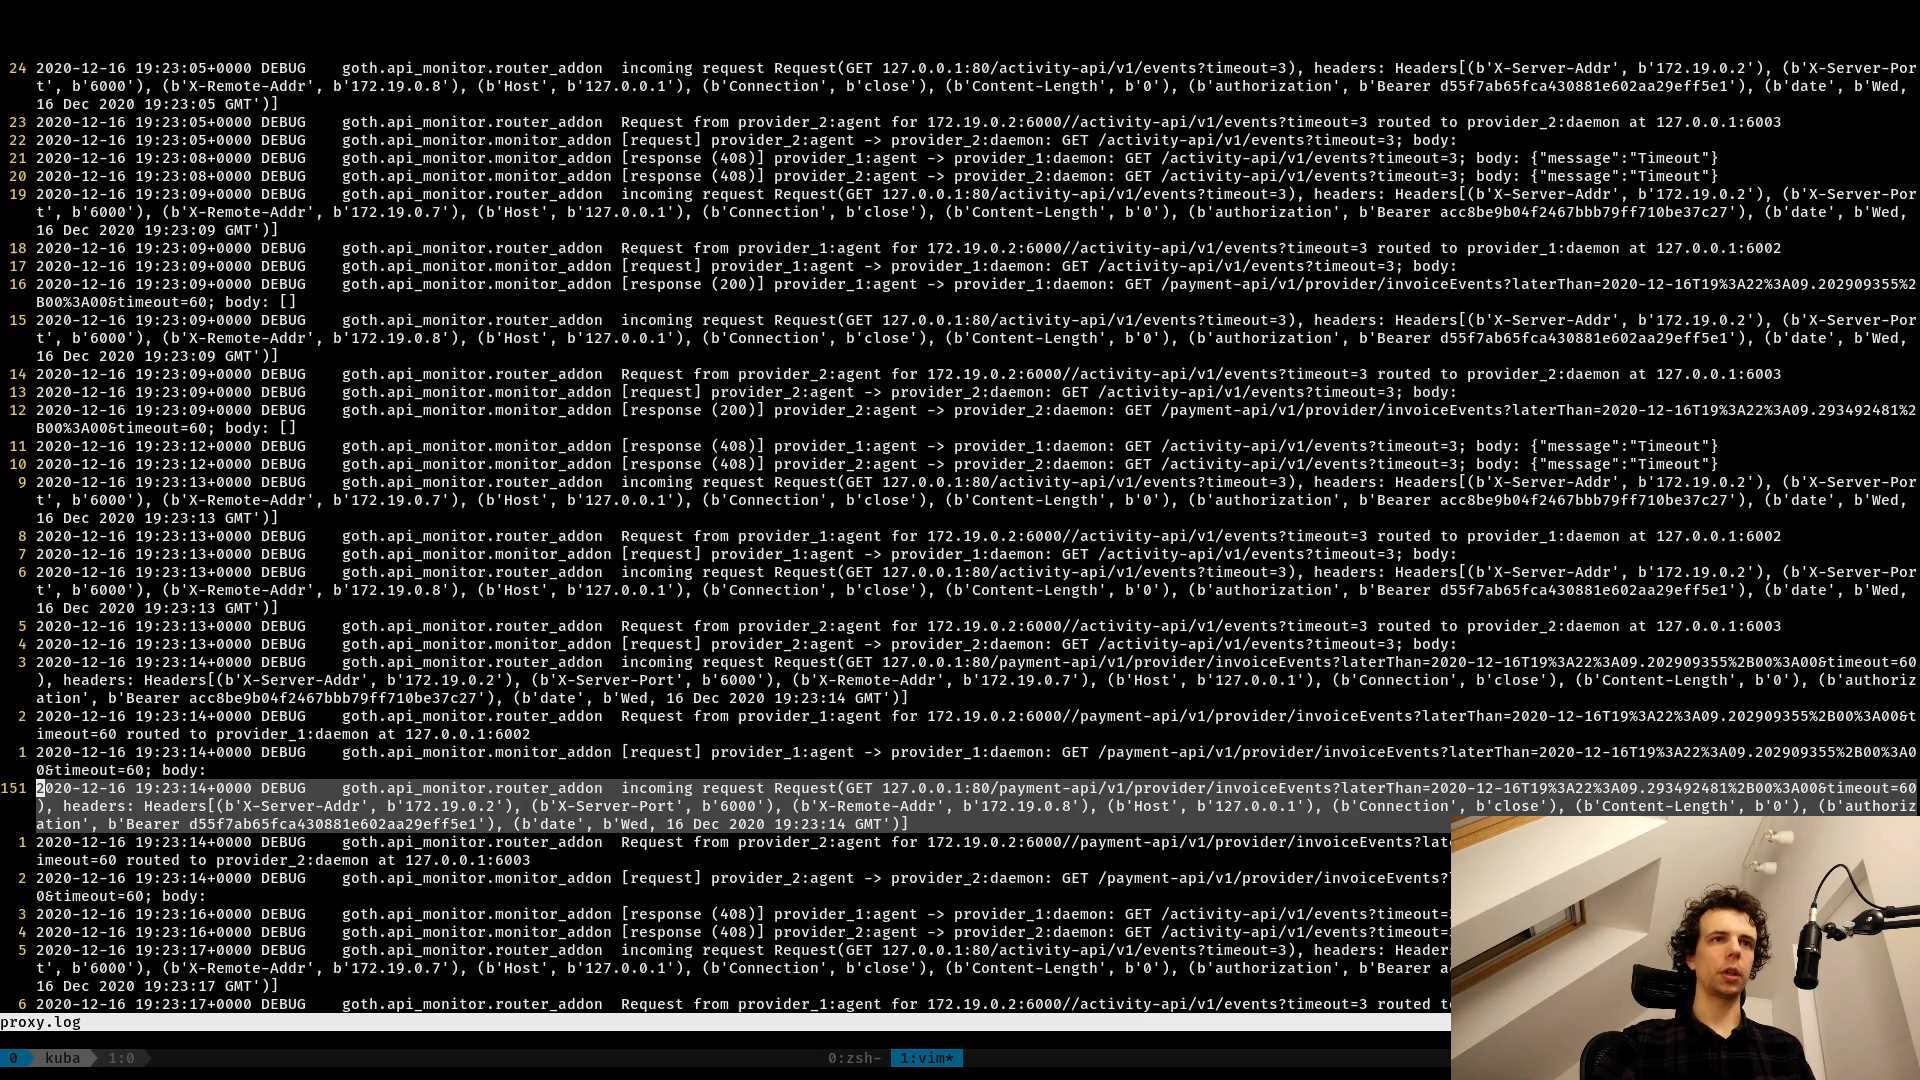 24 2020-12-16 19:23:05+0000 DEBUG    goth.api_monitor.router_addon  incoming request Request(GET 127.0.0.1:80/activity-api/v1/events?timeout=3), headers: Headers[(b'X-Server-Addr', b'172.19.0.2'), (b'X-Server-Por
t', b'6000'), (b'X-Remote-Addr', b'172.19.0.8'), (b'Host', b'127.0.0.1'), (b'Connection', b'close'), (b'Content-Length', b'0'), (b'authorization', b'Bearer d55f7ab65fca430881e602aa29eff5e1'), (b'date', b'Wed,
16 Dec 2020 19:23:05 GMT')]
23 2020-12-16 19:23:05+0000 DEBUG    goth.api_monitor.router_addon  Request from provider_2:agent for 172.19.0.2:6000//activity-api/v1/events?timeout=3 routed to provider_2:daemon at 127.0.0.1:6003
22 2020-12-16 19:23:05+0000 DEBUG    goth.api_monitor.monitor_addon [request] provider_2:agent -> provider_2:daemon: GET /activity-api/v1/events?timeout=3; body:
21 2020-12-16 19:23:08+0000 DEBUG    goth.api_monitor.monitor_addon [response (408)] provider_1:agent -> provider_1:daemon: GET /activity-api/v1/events?timeout=3; body: {"message":"Timeout"}
20 2020-12-16 19:23:08+0000 DEBUG    goth.api_monitor.monitor_addon [response (408)] provider_2:agent -> provider_2:daemon: GET /activity-api/v1/events?timeout=3; body: {"message":"Timeout"}
19 2020-12-16 19:23:09+0000 DEBUG    goth.api_monitor.router_addon  incoming request Request(GET 127.0.0.1:80/activity-api/v1/events?timeout=3), headers: Headers[(b'X-Server-Addr', b'172.19.0.2'), (b'X-Server-Por
t', b'6000'), (b'X-Remote-Addr', b'172.19.0.7'), (b'Host', b'127.0.0.1'), (b'Connection', b'close'), (b'Content-Length', b'0'), (b'authorization', b'Bearer acc8be9b04f2467bbb79ff710be37c27'), (b'date', b'Wed,
16 Dec 2020 19:23:09 GMT')]
18 2020-12-16 19:23:09+0000 DEBUG    goth.api_monitor.router_addon  Request from provider_1:agent for 172.19.0.2:6000//activity-api/v1/events?timeout=3 routed to provider_1:daemon at 127.0.0.1:6002
17 2020-12-16 19:23:09+0000 DEBUG    goth.api_monitor.monitor_addon [request] provider_1:agent -> provider_1:daemon: GET /activity-api/v1/events?timeout=3; body:
16 2020-12-16 19:23:09+0000 DEBUG    goth.api_monitor.monitor_addon [response (200)] provider_1:agent -> provider_1:daemon: GET /payment-api/v1/provider/invoiceEvents?laterThan=2020-12-16T19%3A22%3A09.202909355%2
B00%3A00&timeout=60; body: []
15 2020-12-16 19:23:09+0000 DEBUG    goth.api_monitor.router_addon  incoming request Request(GET 127.0.0.1:80/activity-api/v1/events?timeout=3), headers: Headers[(b'X-Server-Addr', b'172.19.0.2'), (b'X-Server-Por
t', b'6000'), (b'X-Remote-Addr', b'172.19.0.8'), (b'Host', b'127.0.0.1'), (b'Connection', b'close'), (b'Content-Length', b'0'), (b'authorization', b'Bearer d55f7ab65fca430881e602aa29eff5e1'), (b'date', b'Wed,
16 Dec 2020 19:23:09 GMT')]
14 2020-12-16 19:23:09+0000 DEBUG    goth.api_monitor.router_addon  Request from provider_2:agent for 172.19.0.2:6000//activity-api/v1/events?timeout=3 routed to provider_2:daemon at 127.0.0.1:6003
13 2020-12-16 19:23:09+0000 DEBUG    goth.api_monitor.monitor_addon [request] provider_2:agent -> provider_2:daemon: GET /activity-api/v1/events?timeout=3; body:
12 2020-12-16 19:23:09+0000 DEBUG    goth.api_monitor.monitor_addon [response (200)] provider_2:agent -> provider_2:daemon: GET /payment-api/v1/provider/invoiceEvents?laterThan=2020-12-16T19%3A22%3A09.293492481%2
B00%3A00&timeout=60; body: []
11 2020-12-16 19:23:12+0000 DEBUG    goth.api_monitor.monitor_addon [response (408)] provider_1:agent -> provider_1:daemon: GET /activity-api/v1/events?timeout=3; body: {"message":"Timeout"}
10 2020-12-16 19:23:12+0000 DEBUG    goth.api_monitor.monitor_addon [response (408)] provider_2:agent -> provider_2:daemon: GET /activity-api/v1/events?timeout=3; body: {"message":"Timeout"}
9 2020-12-16 19:23:13+0000 DEBUG    goth.api_monitor.router_addon  incoming request Request(GET 127.0.0.1:80/activity-api/v1/events?timeout=3), headers: Headers[(b'X-Server-Addr', b'172.19.0.2'), (b'X-Server-Por
t', b'6000'), (b'X-Remote-Addr', b'172.19.0.7'), (b'Host', b'127.0.0.1'), (b'Connection', b'close'), (b'Content-Length', b'0'), (b'authorization', b'Bearer acc8be9b04f2467bbb79ff710be37c27'), (b'date', b'Wed,
16 Dec 2020 19:23:13 GMT')]
8 2020-12-16 19:23:13+0000 DEBUG    goth.api_monitor.router_addon  Request from provider_1:agent for 172.19.0.2:6000//activity-api/v1/events?timeout=3 routed to provider_1:daemon at 127.0.0.1:6002
7 2020-12-16 19:23:13+0000 DEBUG    goth.api_monitor.monitor_addon [request] provider_1:agent -> provider_1:daemon: GET /activity-api/v1/events?timeout=3; body:
6 2020-12-16 19:23:13+0000 DEBUG    goth.api_monitor.router_addon  incoming request Request(GET 127.0.0.1:80/activity-api/v1/events?timeout=3), headers: Headers[(b'X-Server-Addr', b'172.19.0.2'), (b'X-Server-Por
t', b'6000'), (b'X-Remote-Addr', b'172.19.0.8'), (b'Host', b'127.0.0.1'), (b'Connection', b'close'), (b'Content-Length', b'0'), (b'authorization', b'Bearer d55f7ab65fca430881e602aa29eff5e1'), (b'date', b'Wed,
16 Dec 2020 19:23:13 GMT')]
5 2020-12-16 19:23:13+0000 DEBUG    goth.api_monitor.router_addon  Request from provider_2:agent for 172.19.0.2:6000//activity-api/v1/events?timeout=3 routed to provider_2:daemon at 127.0.0.1:6003
4 2020-12-16 19:23:13+0000 DEBUG    goth.api_monitor.monitor_addon [request] provider_2:agent -> provider_2:daemon: GET /activity-api/v1/events?timeout=3; body:
3 2020-12-16 19:23:14+0000 DEBUG    goth.api_monitor.router_addon  incoming request Request(GET 127.0.0.1:80/payment-api/v1/provider/invoiceEvents?laterThan=2020-12-16T19%3A22%3A09.202909355%2B00%3A00&timeout=60
), headers: Headers[(b'X-Server-Addr', b'172.19.0.2'), (b'X-Server-Port', b'6000'), (b'X-Remote-Addr', b'172.19.0.7'), (b'Host', b'127.0.0.1'), (b'Connection', b'close'), (b'Content-Length', b'0'), (b'authoriz
ation', b'Bearer acc8be9b04f2467bbb79ff710be37c27'), (b'date', b'Wed, 16 Dec 2020 19:23:14 GMT')]
2 2020-12-16 19:23:14+0000 DEBUG    goth.api_monitor.router_addon  Request from provider_1:agent for 172.19.0.2:6000//payment-api/v1/provider/invoiceEvents?laterThan=2020-12-16T19%3A22%3A09.202909355%2B00%3A00&t
imeout=60 routed to provider_1:daemon at 127.0.0.1:6002
1 2020-12-16 19:23:14+0000 DEBUG    goth.api_monitor.monitor_addon [request] provider_1:agent -> provider_1:daemon: GET /payment-api/v1/provider/invoiceEvents?laterThan=2020-12-16T19%3A22%3A09.202909355%2B00%3A0
0&timeout=60; body:
151 2020-12-16 19:23:14+0000 DEBUG    goth.api_monitor.router_addon  incoming request Request(GET 127.0.0.1:80/payment-api/v1/provider/invoiceEvents?laterThan=2020-12-16T19%3A22%3A09.293492481%2B00%3A00&timeout=60
), headers: Headers[(b'X-Server-Addr', b'172.19.0.2'), (b'X-Server-Port', b'6000'), (b'X-Remote-Addr', b'172.19.0.8'), (b'Host', b'127.0.0.1'), (b'Connection', b'close'), (b'Content-Length', b'0'), (b'authoriz
ation', b'Bearer d55f7ab65fca430881e602aa29eff5e1'), (b'date', b'Wed, 16 Dec 2020 19:23:14 GMT')]
1 2020-12-16 19:23:14+0000 DEBUG    goth.api_monitor.router_addon  Request from provider_2:agent for 172.19.0.2:6000//payment-api/v1/provider/invoiceEvents?lat
imeout=60 routed to provider_2:daemon at 127.0.0.1:6003
2 2020-12-16 19:23:14+0000 DEBUG    goth.api_monitor.monitor_addon [request] provider_2:agent -> provider_2:daemon: GET /payment-api/v1/provider/invoiceEvents?
0&timeout=60; body:
3 2020-12-16 19:23:16+0000 DEBUG    goth.api_monitor.monitor_addon [response (408)] provider_1:agent -> provider_1:daemon: GET /activity-api/v1/events?timeout=
4 2020-12-16 19:23:16+0000 DEBUG    goth.api_monitor.monitor_addon [response (408)] provider_2:agent -> provider_2:daemon: GET /activity-api/v1/events?timeout=
5 2020-12-16 19:23:17+0000 DEBUG    goth.api_monitor.router_addon  incoming request Request(GET 127.0.0.1:80/activity-api/v1/events?timeout=3), headers: Header
t', b'6000'), (b'X-Remote-Addr', b'172.19.0.7'), (b'Host', b'127.0.0.1'), (b'Connection', b'close'), (b'Content-Length', b'0'), (b'authorization', b'Bearer a
16 Dec 2020 19:23:17 GMT')]
6 2020-12-16 19:23:17+0000 DEBUG    goth.api_monitor.router_addon  Request from provider_1:agent for 172.19.0.2:6000//activity-api/v1/events?timeout=3 routed t
proxy.log
0 kuba 1:0 0:zsh- 1:vim*